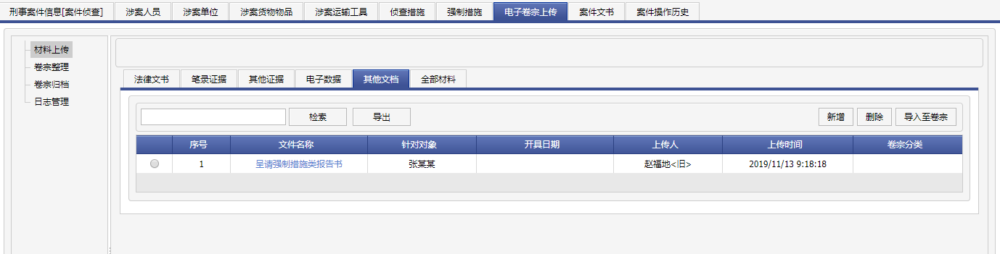 刑事案件信息[案件侦查] 涉案人员 涉案单位 涉案货物物品 涉案运输工具 侦查措施 强制措施 电子卷宗上传 案件文书 案件操作历史
材料上传
卷宗整理
卷宗归档
日志管理
法律文书 笔录证据 其他证据 电子数据 其他文档 全部材料
检索 导出 新增 删除 导入至卷宗
序号 文件名称 针对对象 开具日期 上传人 上传时间 卷宗分类
1 呈请强制措施类报告书 张某某 赵福地<旧> 2019/11/13 9:18:18